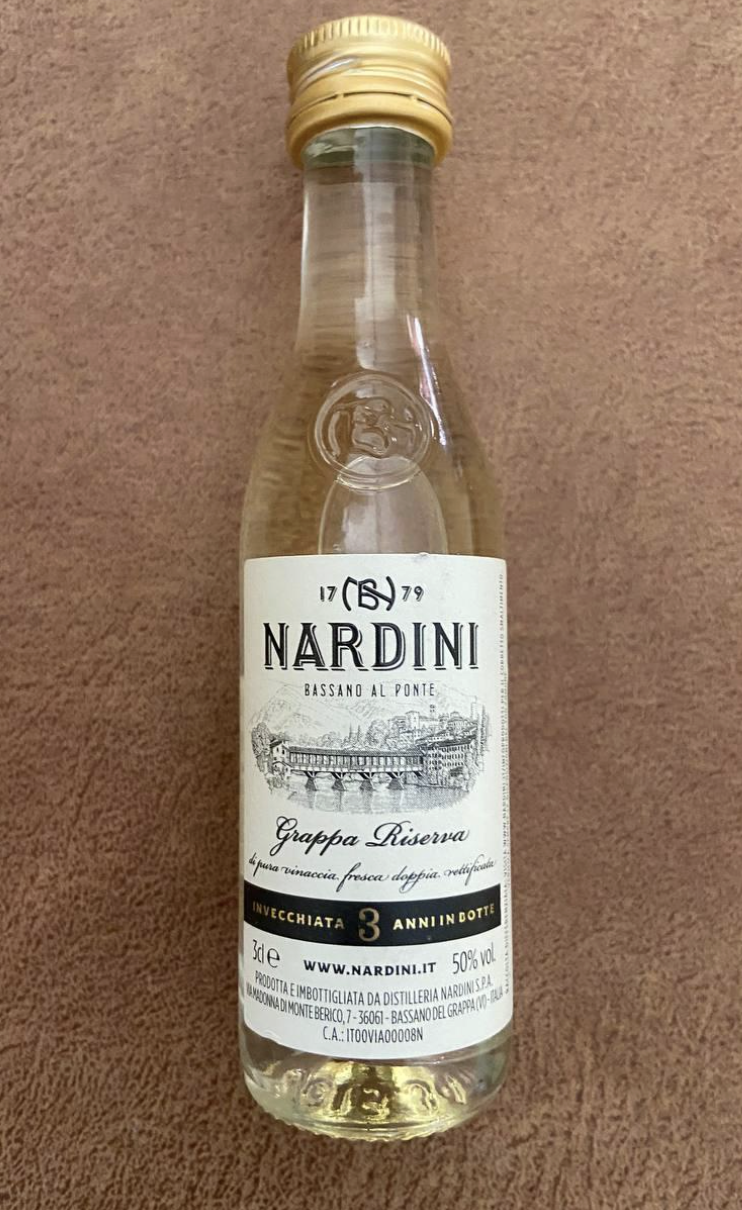 17 BN 79
NARDINI
BASSANO AL PONTE
Grappa Riserva
di pura vinaccia fresca doppia rettificata
INVECCHIATA 3 ANNI IN BOTTE
3cl e WWW.NARDINI.IT 50% vol.
PRODOTTA E IMBOTTIGLIATA DA DISTILLERIA NARDINI S.P.A.
VIA MADONNA DI MONTE BERICO, 7 - 36061 - BASSANO DEL GRAPPA (VI) - ITALIA
C.A.: IT00VIA00008N